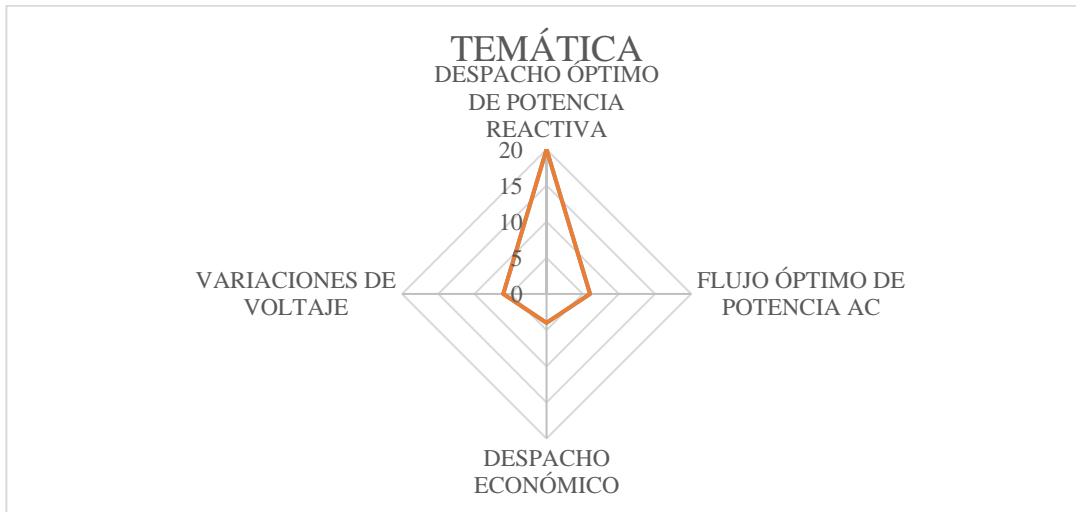 TEMÁTICA
DESPACHO ÓPTIMO
DE POTENCIA
REACTIVA
20
15
10
5
0
VARIACIONES DE
VOLTAJE
FLUJO ÓPTIMO DE
POTENCIA AC
DESPACHO
ECONÓMICO